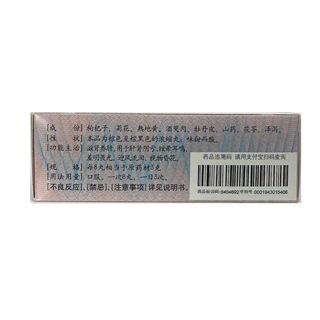 [成　份] 枸杞子、菊花、熟地黄、酒萸肉、牡丹皮、山药、茯苓、泽泻。
[性　状] 本品为棕色至棕黑色的浓缩丸；味甜而酸。
[功能主治] 滋肾养肝。用于肝肾阴亏，眩晕耳鸣，
羞明畏光，迎风流泪，视物昏花。
[规　格] 每8丸相当于原药材3克
[用法用量] 口服。一次8丸，一日3次。
[不良反应]、[禁忌]、[注意事项] 详见说明书。
药品追溯码 请用支付宝扫码查询